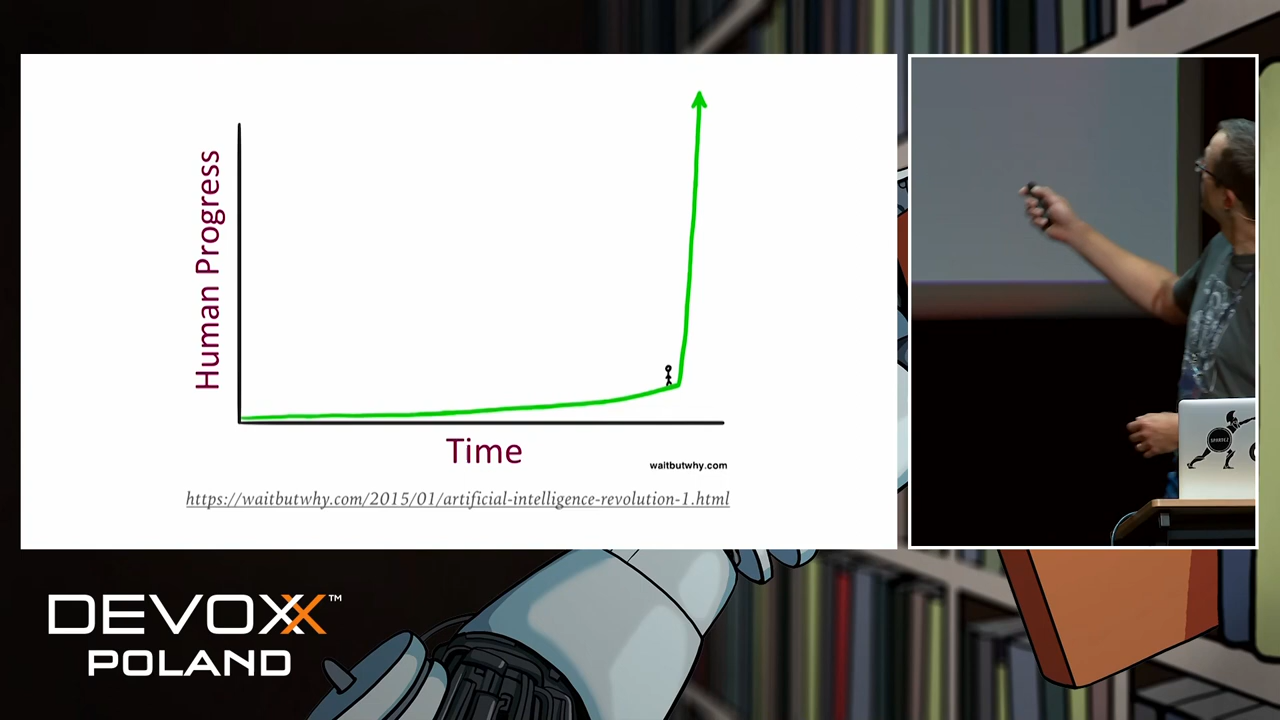 Human Progress
Time
waitbutwhy.com
https://waitbutwhy.com/2015/01/artificial-intelligence-revolution-1.html
DEVOXX™
POLAND